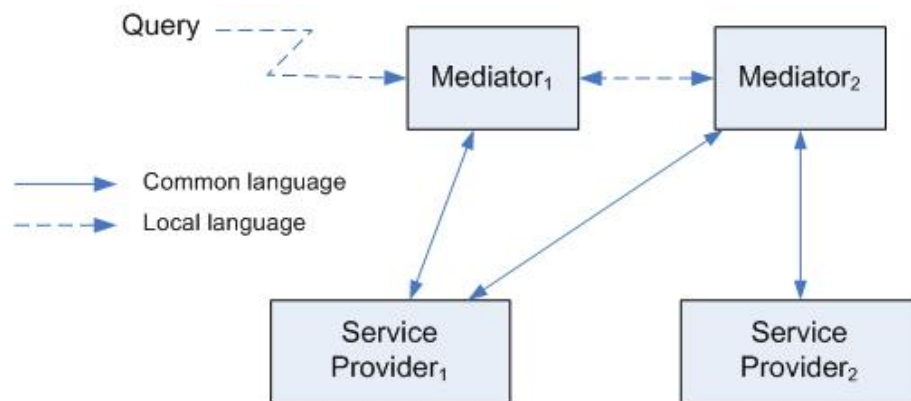 Query
Mediator₁
Mediator₂
Common language
Local language
Service
Provider₁
Service
Provider₂